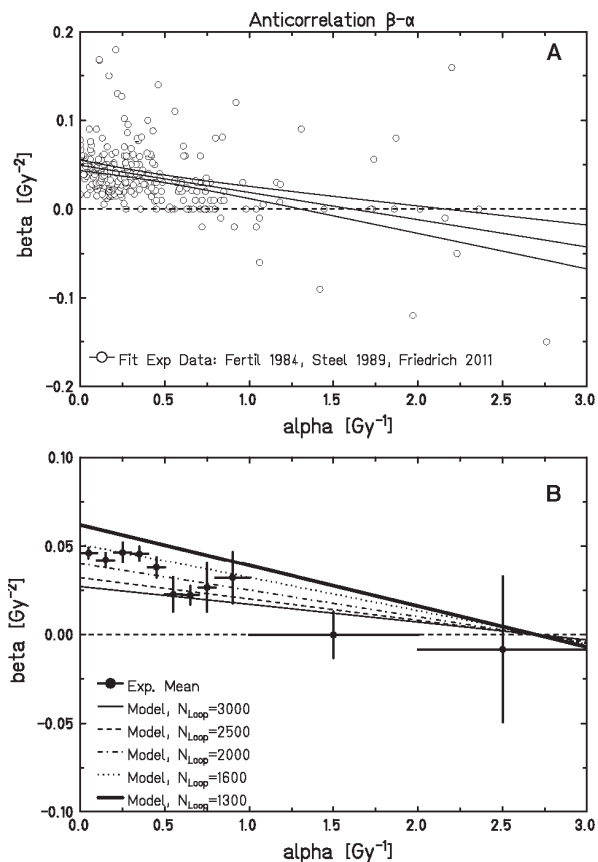 Anticorrelation β-α
A
0.2
0.1
0.0
-0.1
-0.2
beta [Gy⁻²]
Fit Exp Data: Fertil 1984, Steel 1989, Friedrich 2011
0.0 0.5 1.0 1.5 2.0 2.5 3.0
alpha [Gy⁻¹]
B
0.10
0.05
0.00
-0.05
-0.10
beta [Gy⁻²]
Exp. Mean
Model, N_Loop=3000
Model, N_Loop=2500
Model, N_Loop=2000
Model, N_Loop=1600
Model, N_Loop=1300
0.0 0.5 1.0 1.5 2.0 2.5 3.0
alpha [Gy⁻¹]